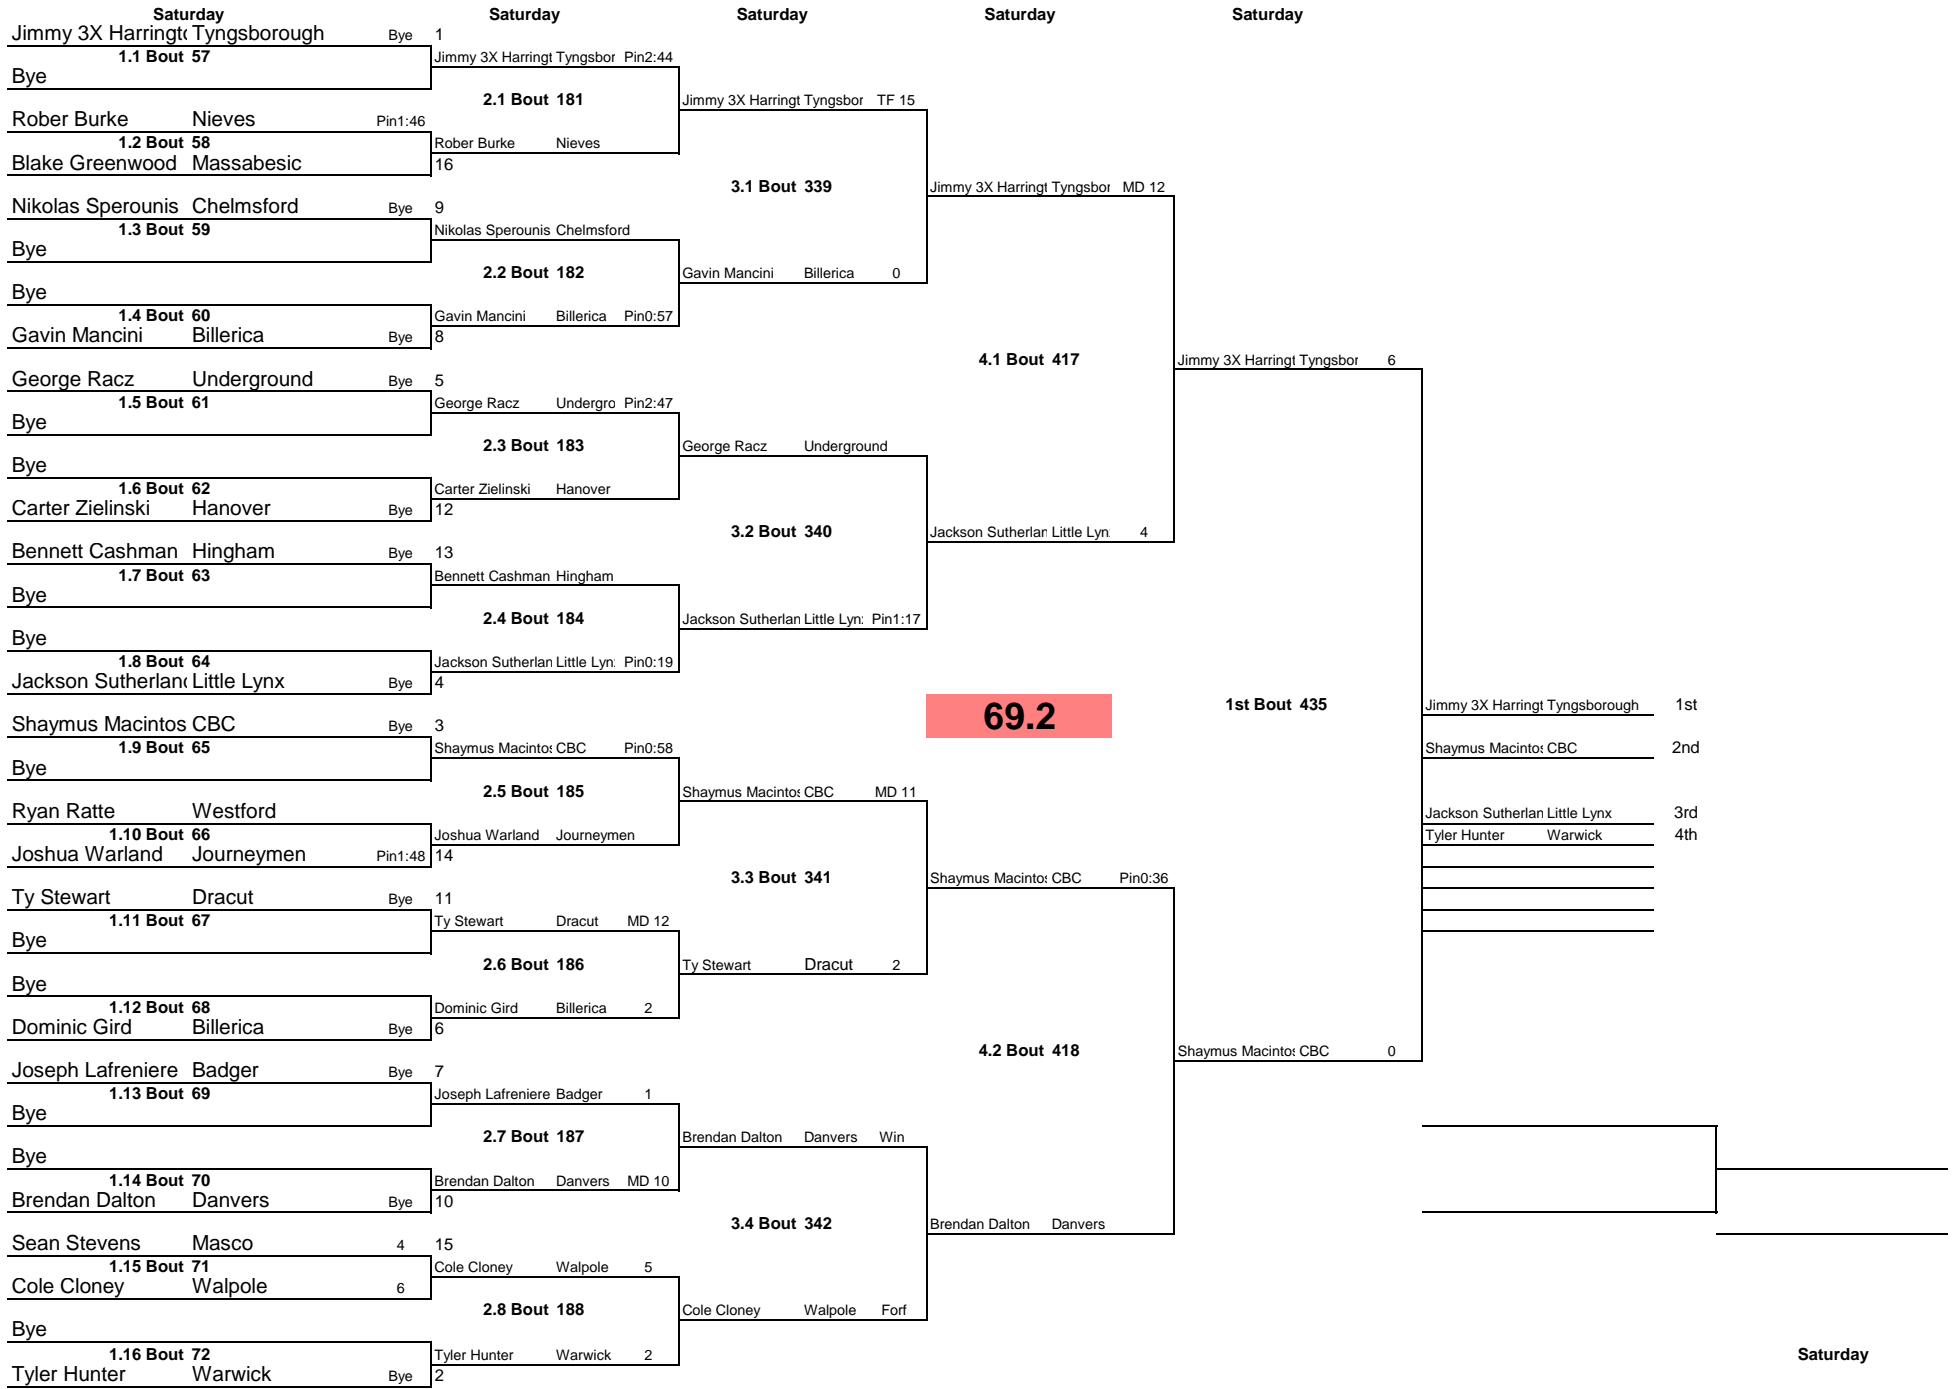 Saturday Saturday Saturday Saturday Saturday
Jimmy 3X Harringt Tyngsborough Bye 1
1.1 Bout 57
Bye
Rober Burke Nieves Pin1:46
1.2 Bout 58
Blake Greenwood Massabesic 16
Nikolas Sperounis Chelmsford Bye 9
1.3 Bout 59
Bye
Bye
1.4 Bout 60
Gavin Mancini Billerica Bye 8
George Racz Underground Bye 5
1.5 Bout 61
Bye
Bye
1.6 Bout 62
Carter Zielinski Hanover Bye 12
Bennett Cashman Hingham Bye 13
1.7 Bout 63
Bye
Bye
1.8 Bout 64
Jackson Sutherland Little Lynx Bye 4
Shaymus Macintos CBC Bye 3
1.9 Bout 65
Bye
Ryan Ratte Westford
1.10 Bout 66
Joshua Warland Journeymen Pin1:48 14
Ty Stewart Dracut Bye 11
1.11 Bout 67
Bye
Bye
1.12 Bout 68
Dominic Gird Billerica Bye 6
Joseph Lafreniere Badger Bye 7
1.13 Bout 69
Bye
Bye
1.14 Bout 70
Brendan Dalton Danvers Bye 10
Sean Stevens Masco 4 15
1.15 Bout 71
Cole Cloney Walpole 6
Bye
1.16 Bout 72
Tyler Hunter Warwick Bye 2
Jimmy 3X Harringt Tyngsbor Pin2:44
2.1 Bout 181
Rober Burke Nieves
Nikolas Sperounis Chelmsford
2.2 Bout 182
Gavin Mancini Billerica Pin0:57
George Racz Undergro Pin2:47
2.3 Bout 183
Carter Zielinski Hanover
Bennett Cashman Hingham
2.4 Bout 184
Jackson Sutherlan Little Lyn Pin0:19
Shaymus Macintos CBC Pin0:58
2.5 Bout 185
Joshua Warland Journeymen
Ty Stewart Dracut MD 12
2.6 Bout 186
Dominic Gird Billerica 2
Joseph Lafreniere Badger 1
2.7 Bout 187
Brendan Dalton Danvers MD 10
Cole Cloney Walpole 5
2.8 Bout 188
Tyler Hunter Warwick 2
Jimmy 3X Harringt Tyngsbor TF 15
3.1 Bout 339
Gavin Mancini Billerica 0
George Racz Underground
3.2 Bout 340
Jackson Sutherlan Little Lyn Pin1:17
Shaymus Macintos CBC MD 11
3.3 Bout 341
Ty Stewart Dracut 2
Brendan Dalton Danvers Win
3.4 Bout 342
Cole Cloney Walpole Forf
Jimmy 3X Harringt Tyngsbor MD 12
4.1 Bout 417
Jackson Sutherlan Little Lyn 4
69.2
Shaymus Macintos CBC Pin0:36
4.2 Bout 418
Brendan Dalton Danvers
Jimmy 3X Harringt Tyngsbor 6
1st Bout 435
Shaymus Macintos CBC 0
Jimmy 3X Harringt Tyngsborough 1st
Shaymus Macintos CBC 2nd
Jackson Sutherlan Little Lynx 3rd
Tyler Hunter Warwick 4th
Saturday